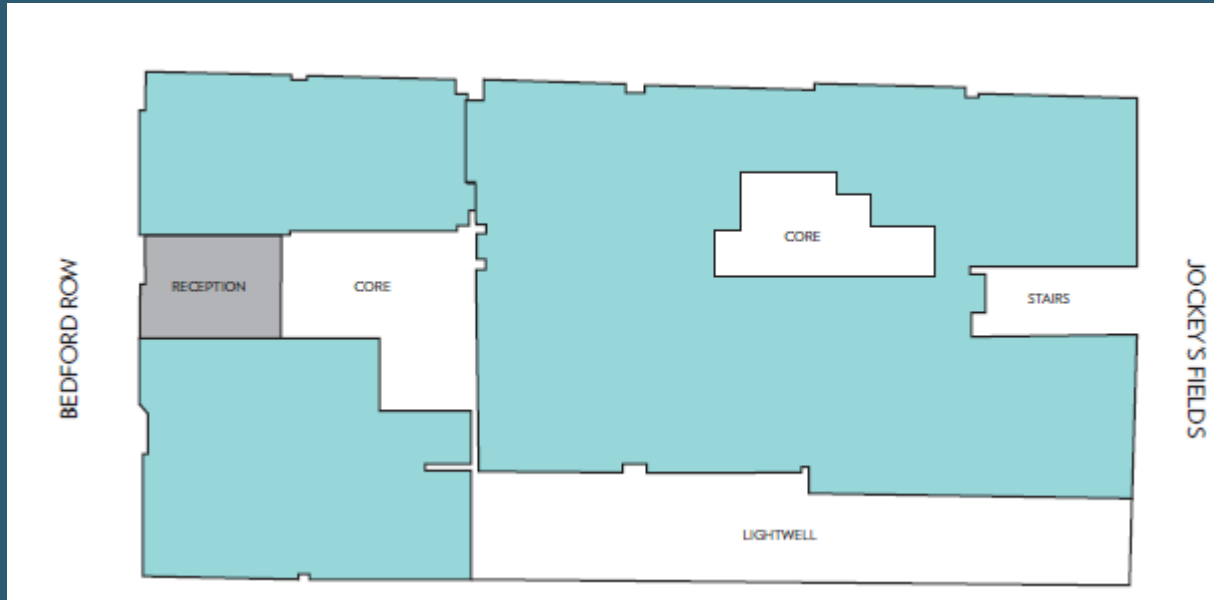 BEDFORD ROW
RECEPTION
CORE
CORE
STAIRS
JOCKEY'S FIELDS
LIGHTWELL